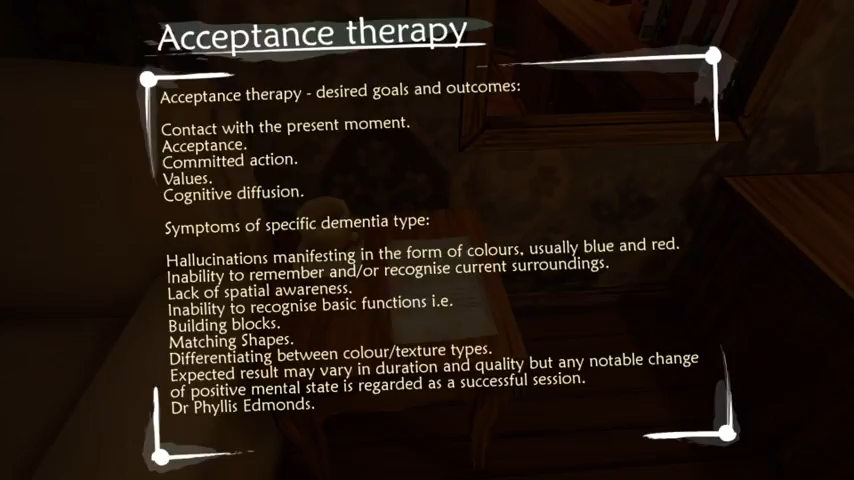 Acceptance therapy
Acceptance therapy - desired goals and outcomes:
Contact with the present moment.
Acceptance.
Committed action.
Values.
Cognitive diffusion.
Symptoms of specific dementia type:
Hallucinations manifesting in the form of colours, usually blue and red.
Inability to remember and/or recognise current surroundings.
Lack of spatial awareness.
Inability to recognise basic functions i.e.
Building blocks.
Matching Shapes.
Differentiating between colour/texture types.
Expected result may vary in duration and quality but any notable change
of positive mental state is regarded as a successful session.
Dr Phyllis Edmonds.